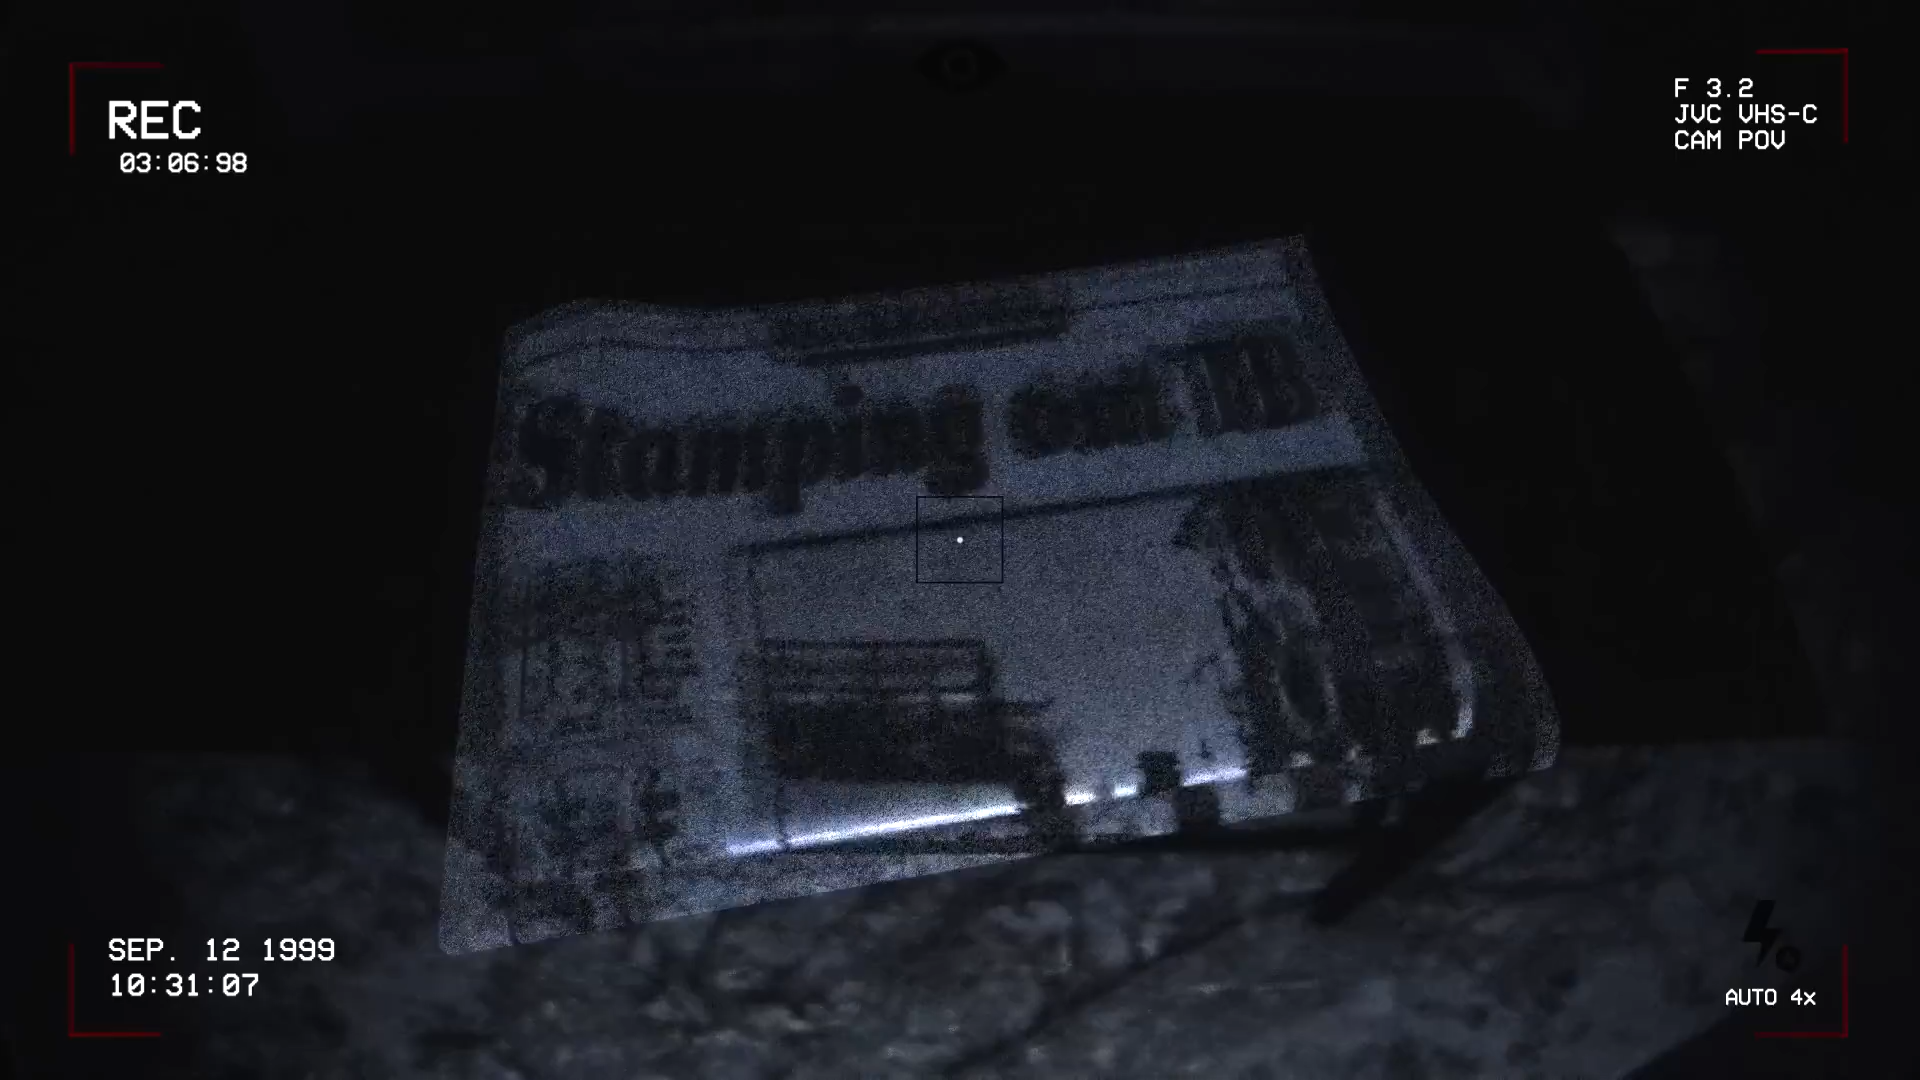 REC
03:06:98
F 3.2
JVC VHS-C
CAM POV
Stamping out TB
SEP. 12 1999
10:31:07
AUTO 4x